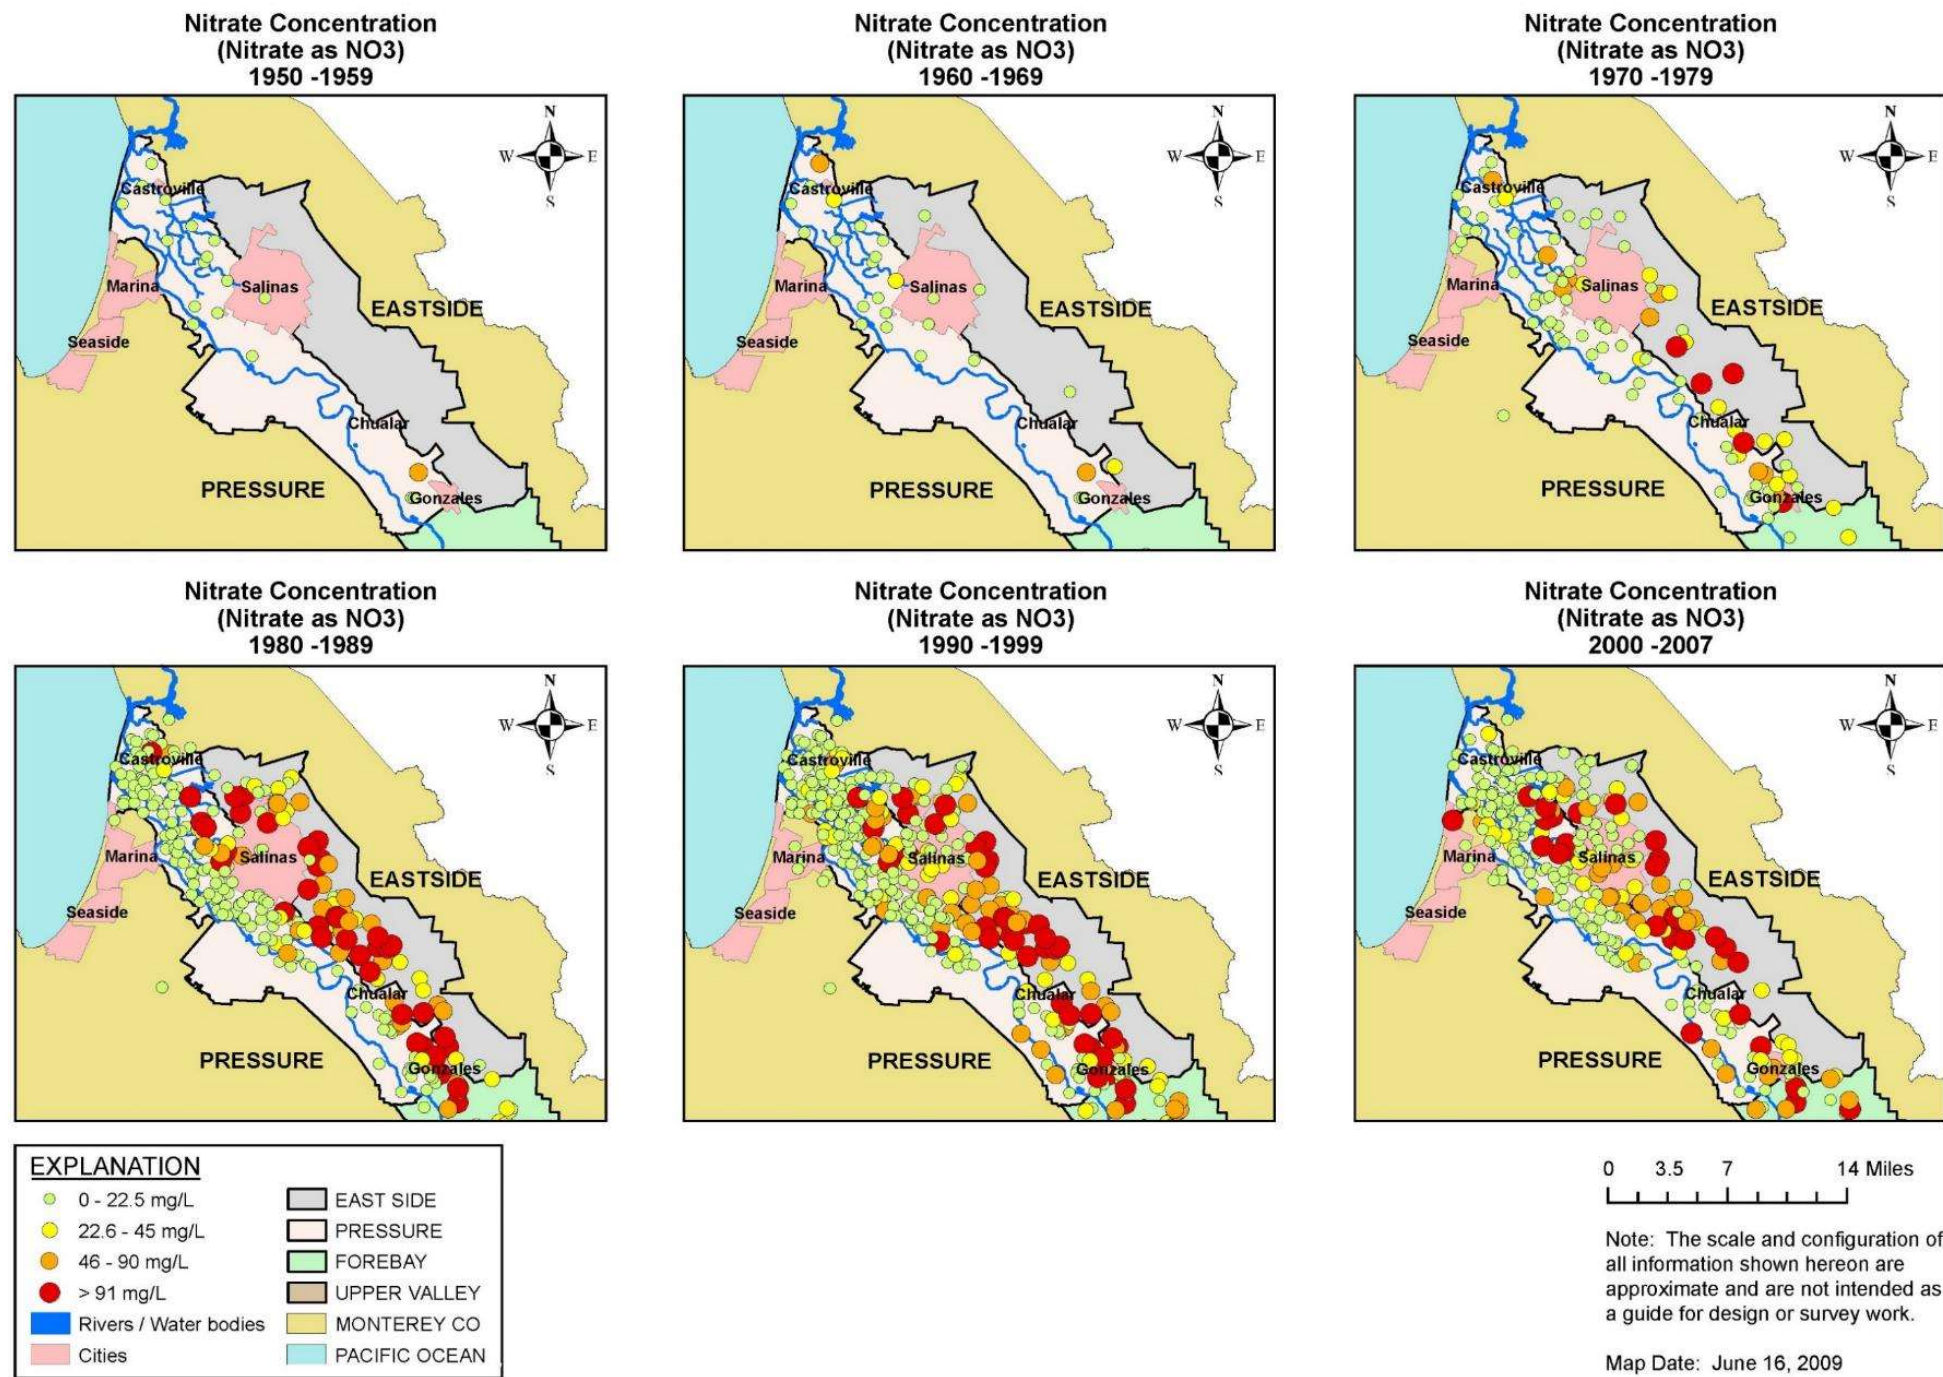 Nitrate Concentration
(Nitrate as NO3)
1950 -1959
N
W E
S
Castroville
Marina
Salinas
EASTSIDE
Seaside
Chualar
PRESSURE
Gonzales
Nitrate Concentration
(Nitrate as NO3)
1960 -1969
N
W E
S
Castroville
Marina
Salinas
EASTSIDE
Seaside
Chualar
PRESSURE
Gonzales
Nitrate Concentration
(Nitrate as NO3)
1970 -1979
N
W E
S
Castroville
Marina
Salinas
EASTSIDE
Seaside
Chualar
PRESSURE
Gonzales
Nitrate Concentration
(Nitrate as NO3)
1980 -1989
N
W E
S
Castroville
Marina
Salinas
EASTSIDE
Seaside
Chualar
PRESSURE
Gonzales
Nitrate Concentration
(Nitrate as NO3)
1990 -1999
N
W E
S
Castroville
Marina
Salinas
EASTSIDE
Seaside
Chualar
PRESSURE
Gonzales
Nitrate Concentration
(Nitrate as NO3)
2000 -2007
N
W E
S
Castroville
Marina
Salinas
EASTSIDE
Seaside
Chualar
PRESSURE
Gonzales
EXPLANATION
0 - 22.5 mg/L
22.6 - 45 mg/L
46 - 90 mg/L
> 91 mg/L
Rivers / Water bodies
Cities
EAST SIDE
PRESSURE
FOREBAY
UPPER VALLEY
MONTEREY CO
PACIFIC OCEAN
0 3.5 7 14 Miles
Note: The scale and configuration of
all information shown hereon are
approximate and are not intended as
a guide for design or survey work.
Map Date: June 16, 2009